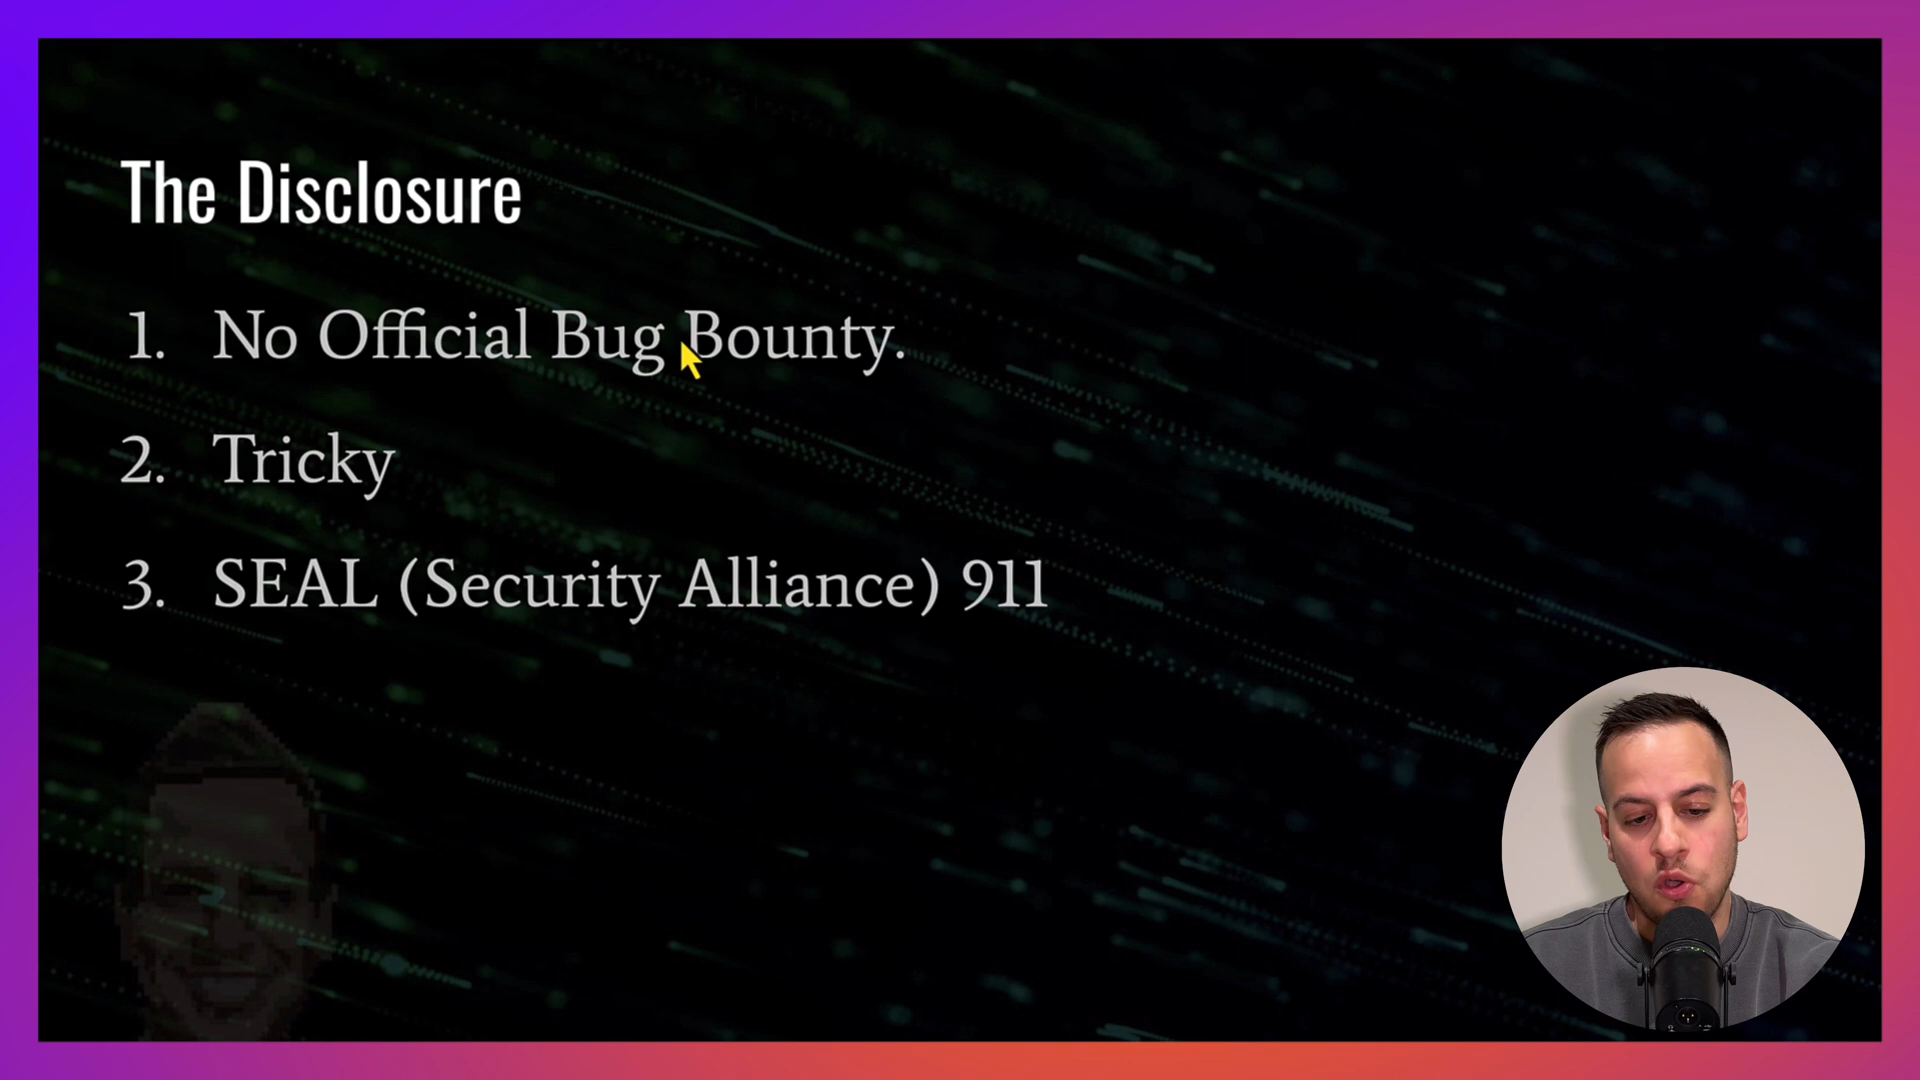 The Disclosure
1. No Official Bug Bounty.
2. Tricky
3. SEAL (Security Alliance) 911